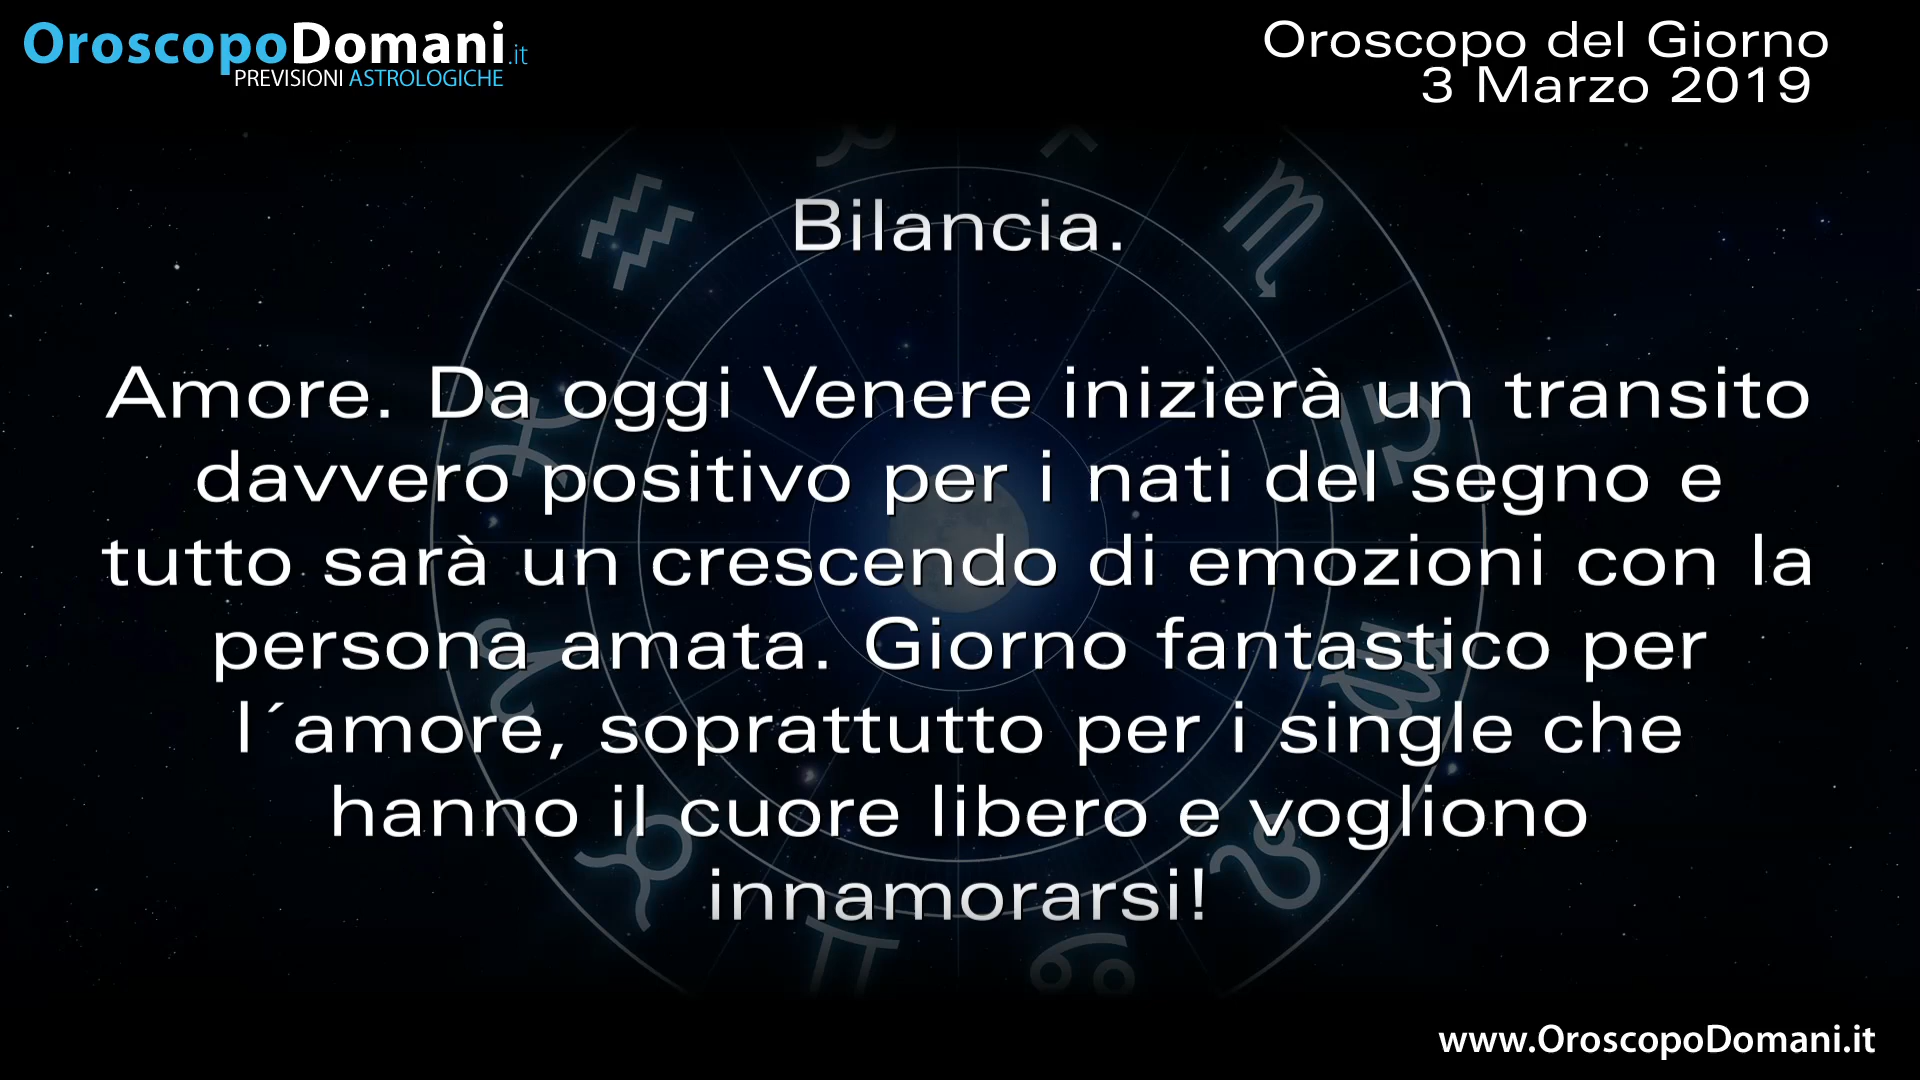 OroscopoDomani.it
PREVISIONI ASTROLOGICHE
Oroscopo del Giorno
3 Marzo 2019
Bilancia.
Amore. Da oggi Venere inizierà un transito
davvero positivo per i nati del segno e
tutto sarà un crescendo di emozioni con la
persona amata. Giorno fantastico per
l´amore, soprattutto per i single che
hanno il cuore libero e vogliono
innamorarsi!
www.OroscopoDomani.it